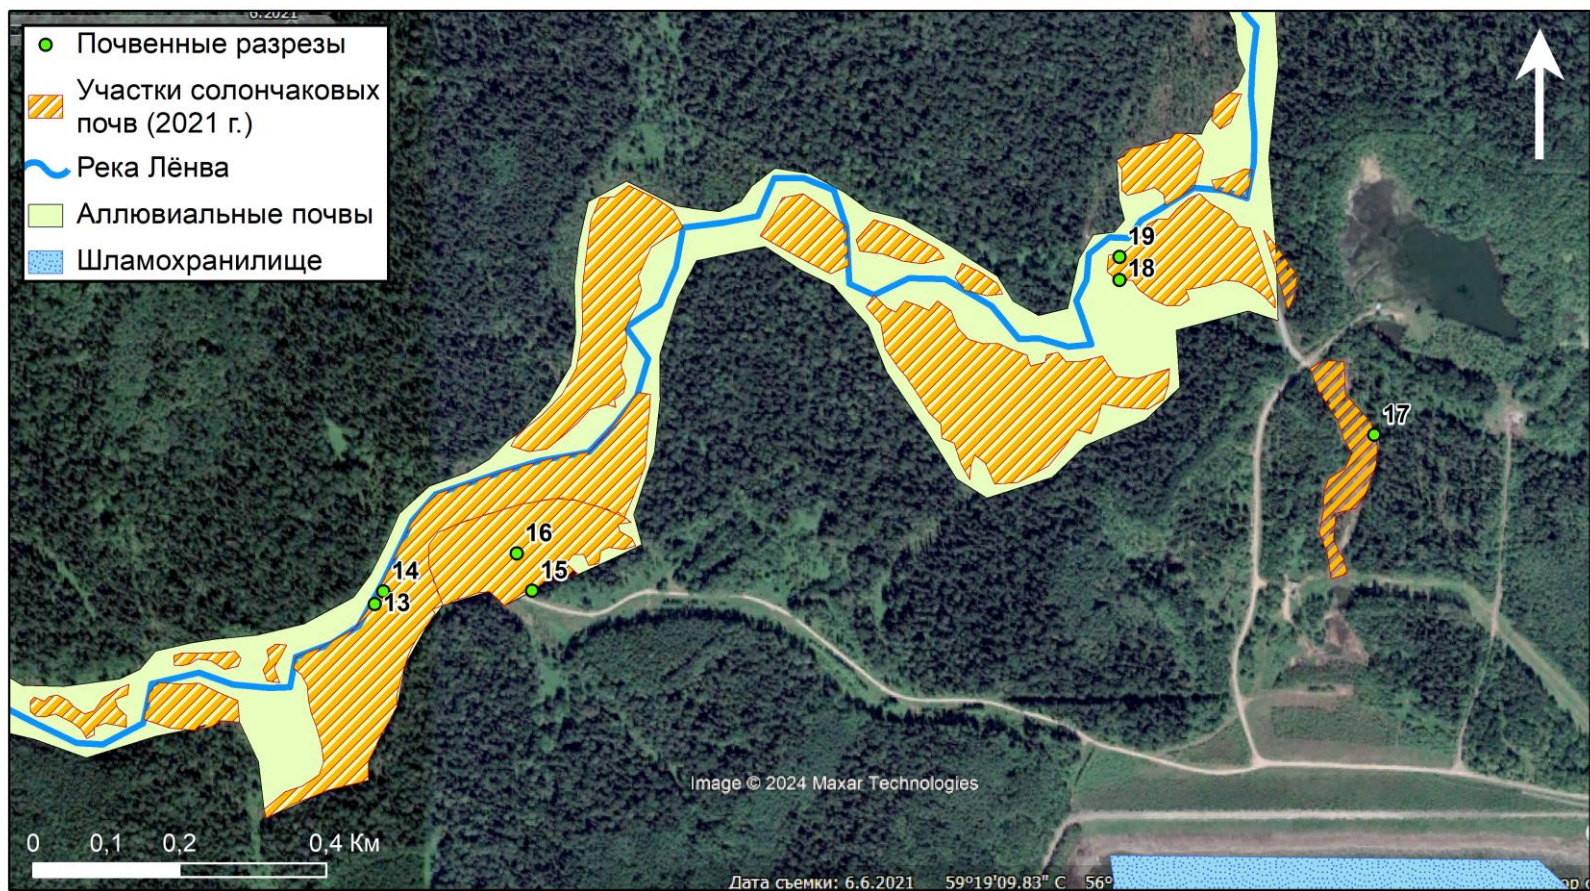 6.2021
Почвенные разрезы
Участки солончаковых
почв (2021 г.)
Река Лёнва
Аллювиальные почвы
Шламохранилище
19
18
17
16
15
14
13
0 0,1 0,2 0,4 Км
Image © 2024 Maxar Technologies
Дата съемки: 6.6.2021 59°19'09.83" С 56°